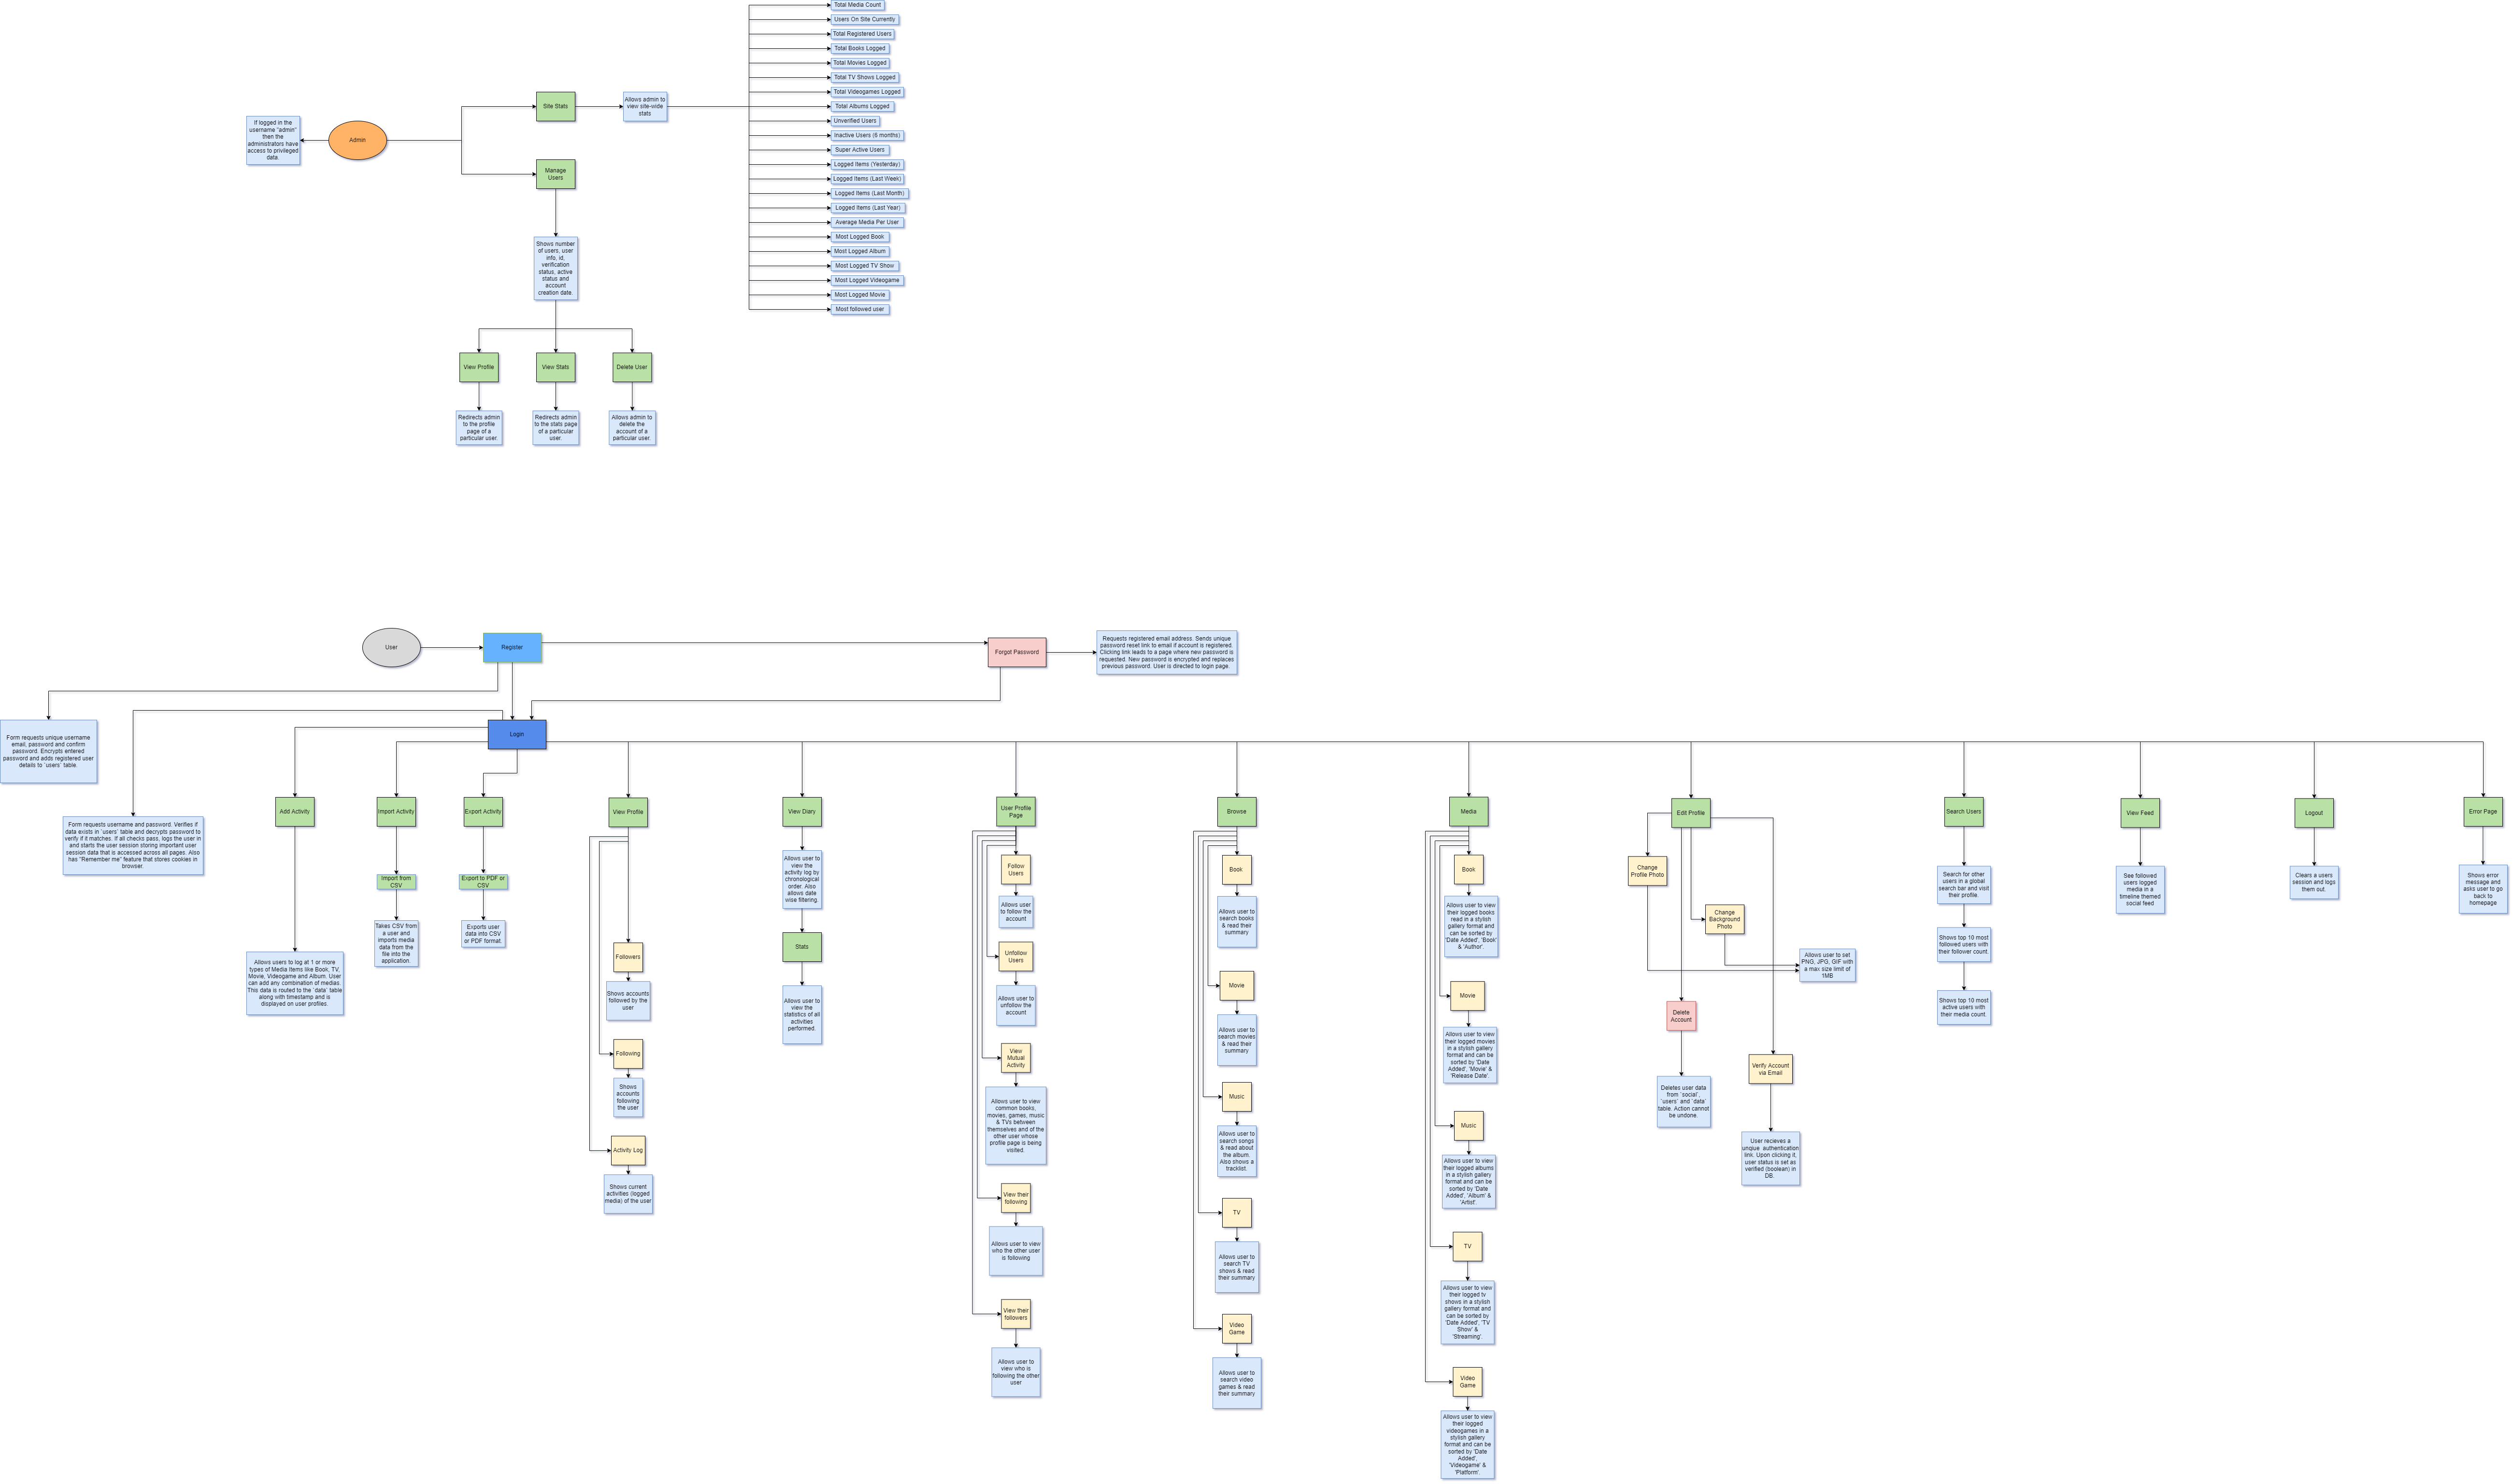 Total Media Count
Users On Site Currently
Total Registered Users
Total Books Logged
Total Movies Logged
Total TV Shows Logged
Total Videogames Logged
Total Albums Logged
Unverified Users
Inactive Users (6 months)
Super Active Users
Logged Items (Yesterday)
Logged Items (Last Week)
Logged Items (Last Month)
Logged Items (Last Year)
Average Media Per User
Most Logged Book
Most Logged Album
Most Logged TV Show
Most Logged Videogame
Most Logged Movie
Most followed user
Site Stats
Allows admin to
view site-wide
stats
If logged in the
username "admin"
then the
administrators have
access to privileged
data.
Admin
Manage
Users
Shows number
of users, user
info, id,
verification
status, active
status and
account
creation date.
View Profile
View Stats
Delete User
Redirects admin
to the profile
page of a
particular user.
Redirects admin
to the stats page
of a particular
user.
Allows admin to
delete the
account of a
particular user.
User
Register
Forgot Password
Requests registered email address. Sends unique
password reset link to email if account is registered.
Clicking link leads to a page where new password is
requested. New password is encrypted and replaces
previous password. User is directed to login page.
Form requests unique username
email, password and confirm
password. Encrypts entered
password and adds registered user
details to `users` table.
Login
Form requests username and password. Verifies if
data exists in `users` table and decrypts password to
verify if it matches. If all checks pass, logs the user in
and starts the user session storing important user
session data that is accessed across all pages. Also
has "Remember me" feature that stores cookies in
browser.
Add Activity
Allows users to log at 1 or more
types of Media Items like Book, TV,
Movie, Videogame and Album. User
can add any combination of medias.
This data is routed to the `data` table
along with timestamp and is
displayed on user profiles.
Import Activity
Import from
CSV
Takes CSV from
a user and
imports media
data from the
file into the
application.
Export Activity
Export to PDF or
CSV
Exports user
data into CSV
or PDF format.
View Profile
Followers
Shows accounts
followed by the
user
Following
Shows
accounts
following
the user
Activity Log
Shows current
activities (logged
media) of the user
View Diary
Allows user to
view the
activity log by
chronological
order. Also
allows date
wise filtering.
Stats
Allows user to
view the
statistics of all
activities
performed.
User Profile
Page
Follow
Users
Allows user
to follow the
account
Unfollow
Users
Allows user to
unfollow the
account
View
Mutual
Activity
Allows user to view
common books,
movies, games, music
& TVs between
themselves and of the
other user whose
profile page is being
visited.
View their
following
Allows user to view
who the other user
is following
View their
followers
Allows user to
view who is
following the other
user
Browse
Book
Allows user to
search books
& read their
summary
Movie
Allows user to
search movies
& read their
summary
Music
Allows user to
search songs
& read about
the album.
Also shows a
tracklist.
TV
Allows user to
search TV
shows & read
their summary
Video
Game
Allows user to
search video
games & read
their summary
Media
Book
Allows user to view
their logged books
read in a stylish
gallery format and
can be sorted by
'Date Added', 'Book'
& 'Author'.
Movie
Allows user to view
their logged movies
in a stylish gallery
format and can be
sorted by 'Date
Added', 'Movie' &
'Release Date'.
Music
Allows user to view
their logged albums
in a stylish gallery
format and can be
sorted by 'Date
Added', 'Album' &
'Artist'.
TV
Allows user to view
their logged tv
shows in a stylish
gallery format and
can be sorted by
'Date Added', 'TV
Show' &
'Streaming'.
Video
Game
Allows user to view
their logged
videogames in a
stylish gallery
format and can be
sorted by 'Date
Added',
'Videogame' &
'Platform'.
Edit Profile
Change
Profile Photo
Change
Background
Photo
Allows user to set
PNG, JPG, GIF with
a max size limit of
1MB
Delete
Account
Deletes user data
from `social`,
`users` and `data`
table. Action cannot
be undone.
Verify Account
via Email
User recieves a
unqiue  authentication
link. Upon clicking it,
user status is set as
verified (boolean) in
DB.
Search Users
Search for other
users in a global
search bar and visit
their profile.
Shows top 10 most
followed users with
their follower count.
Shows top 10 most
active users with
their media count.
View Feed
See followed
users logged
media in a
timeline themed
social feed
Logout
Clears a users
session and logs
them out.
Error Page
Shows error
message and
asks user to go
back to
homepage